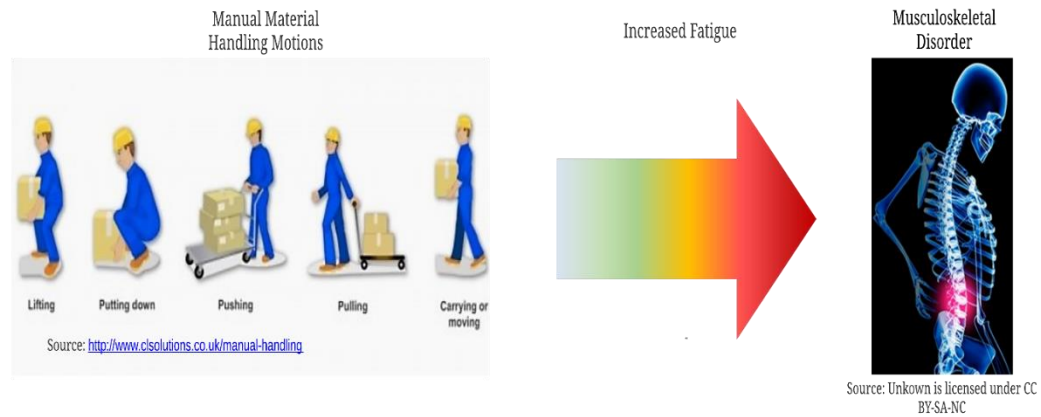 Manual Material
Handling Motions
Increased Fatigue
Musculoskeletal
Disorder
Lifting
Putting down
Pushing
Pulling
Carrying or
moving
Source: http://www.clsolutions.co.uk/manual-handling
Source: Unkown is licensed under CC
BY-SA-NC